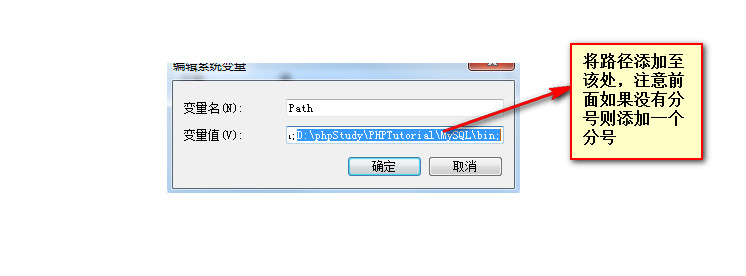 编辑系统变量
变量名(N):
Path
变量值(V):
;D:\phpStudy\PHPTutorial\MySQL\bin;
确定
取消
将路径添加至
该处，注意前
面如果没有分
号则添加一个
分号